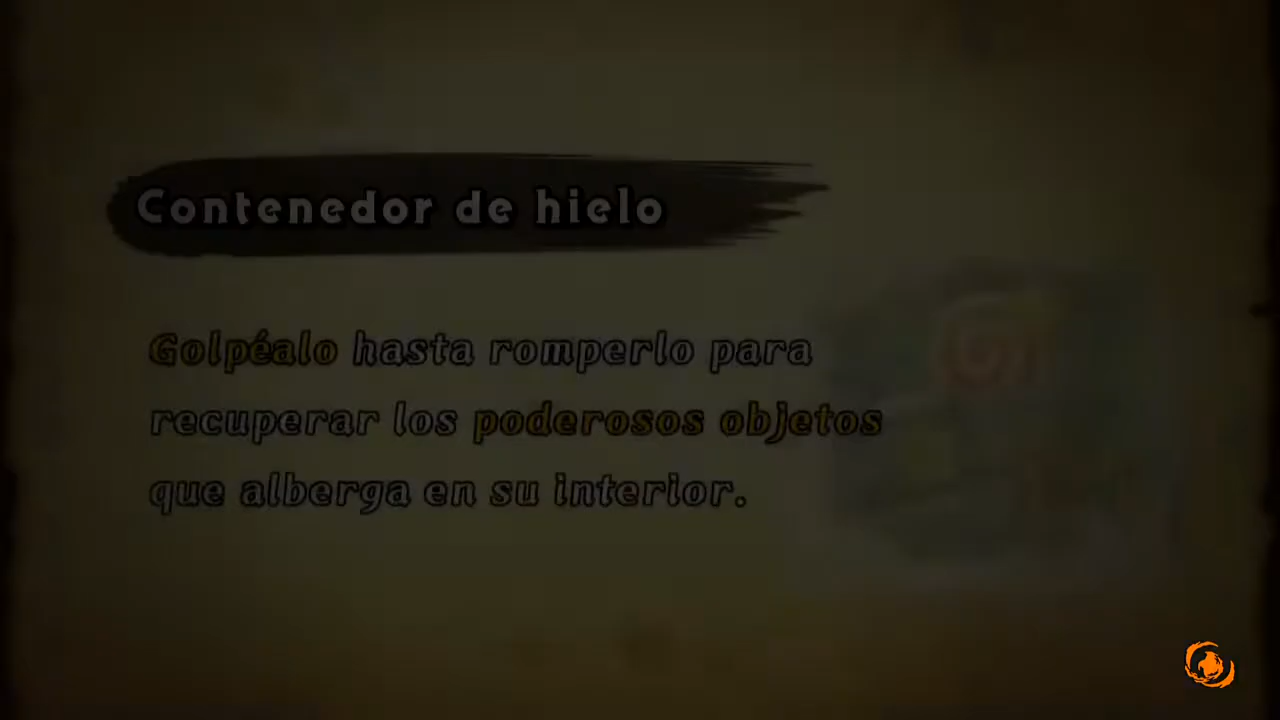 Contenedor de hielo
Golpéalo hasta romperlo para
recuperar los poderosos objetos
que alberga en su interior.